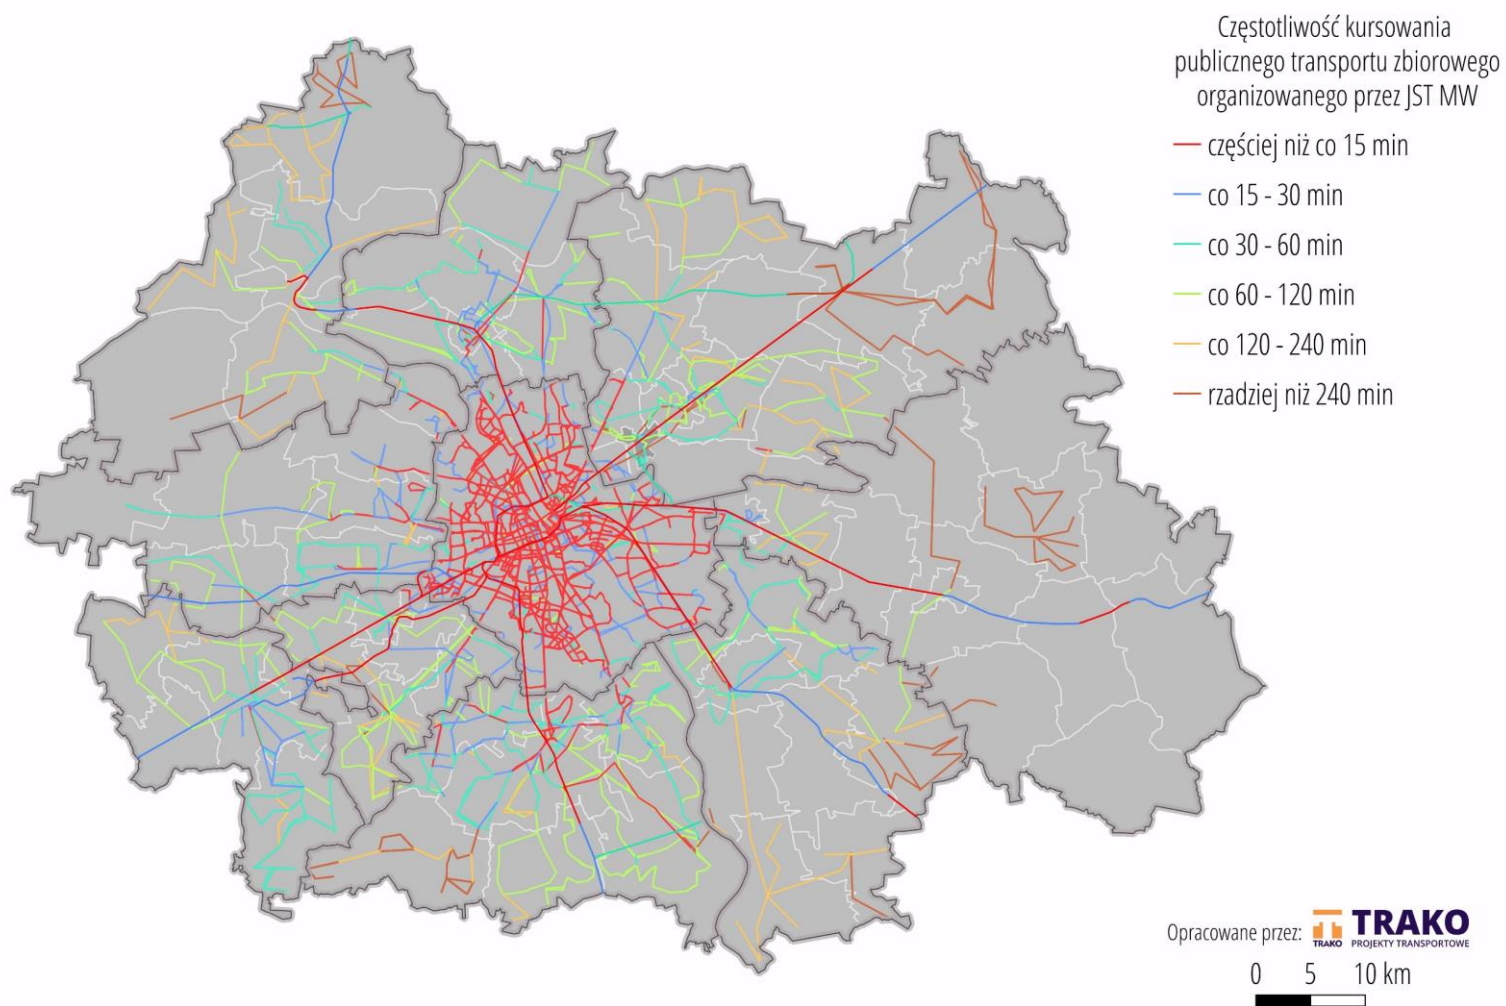 Częstotliwość kursowania
publicznego transportu zbiorowego
organizowanego przez JST MW
częściej niż co 15 min
co 15 - 30 min
co 30 - 60 min
co 60 - 120 min
co 120 - 240 min
rzadziej niż 240 min
Opracowane przez:
TRAKO
TRAKO
PROJEKTY TRANSPORTOWE
0 5 10 km